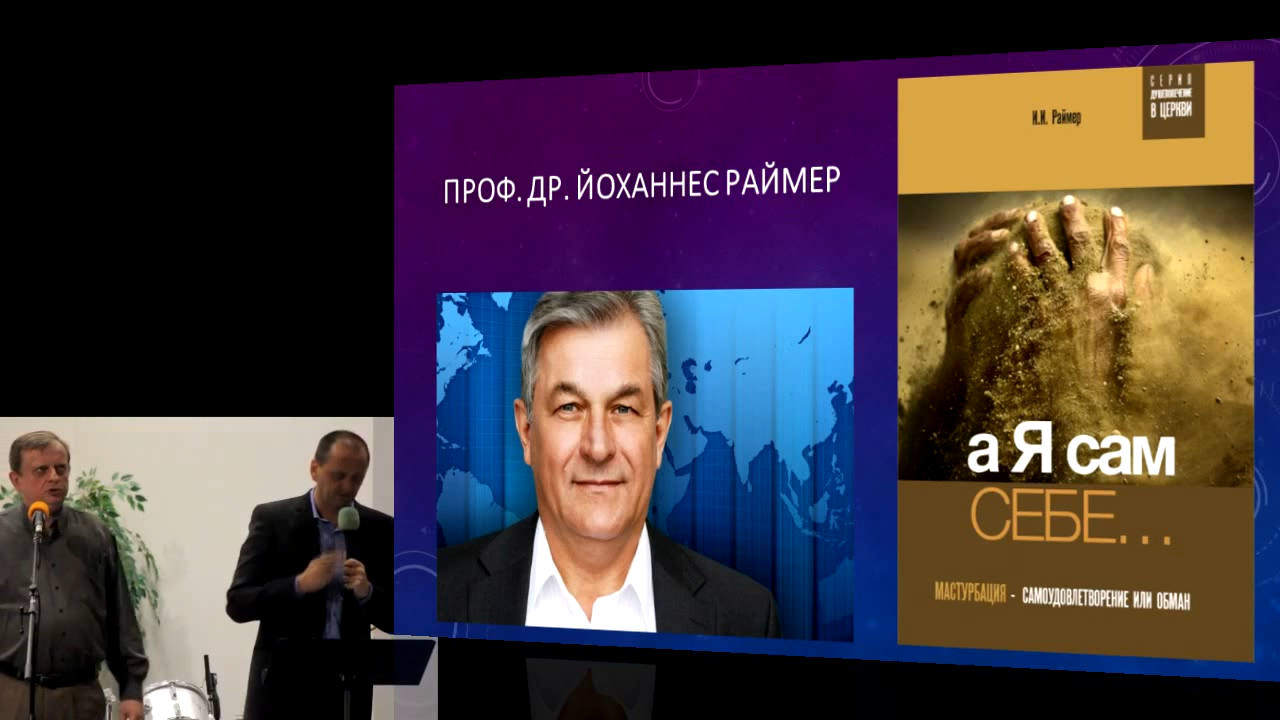 ПРОФ. ДР. ЙОХАННЕС РАЙМЕР
СЕРИЯ
ДУШЕПОПЕЧЕНИЕ
В ЦЕРКВИ
И.И. Раймер
а Я сам
СЕБЕ...
МАСТУРБАЦИЯ - САМОУДОВЛЕТВОРЕНИЕ ИЛИ ОБМАН